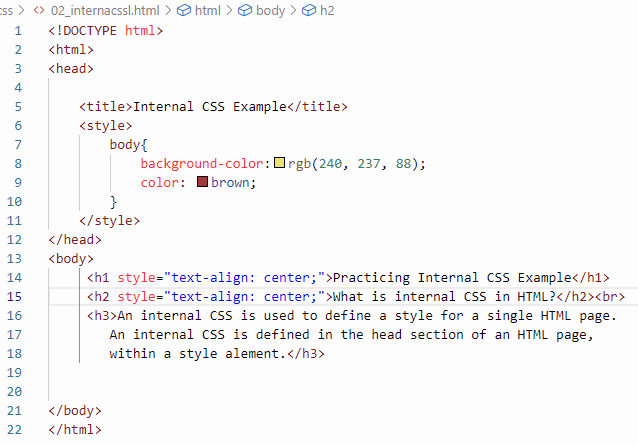 css > <> 02_internacssl.html > html > body > h2
1 <!DOCTYPE html>
2 <html>
3 <head>
4
5 <title>Internal CSS Example</title>
6 <style>
7 body{
8 background-color: rgb(240, 237, 88);
9 color: brown;
10 }
11 </style>
12 </head>
13 <body>
14 <h1 style="text-align: center;">Practicing Internal CSS Example</h1>
15 <h2 style="text-align: center;">What is internal CSS in HTML?</h2><br>
16 <h3>An internal CSS is used to define a style for a single HTML page.
17 An internal CSS is defined in the head section of an HTML page,
18 within a style alement.</h3>
19
20
21 </body>
22 </html>